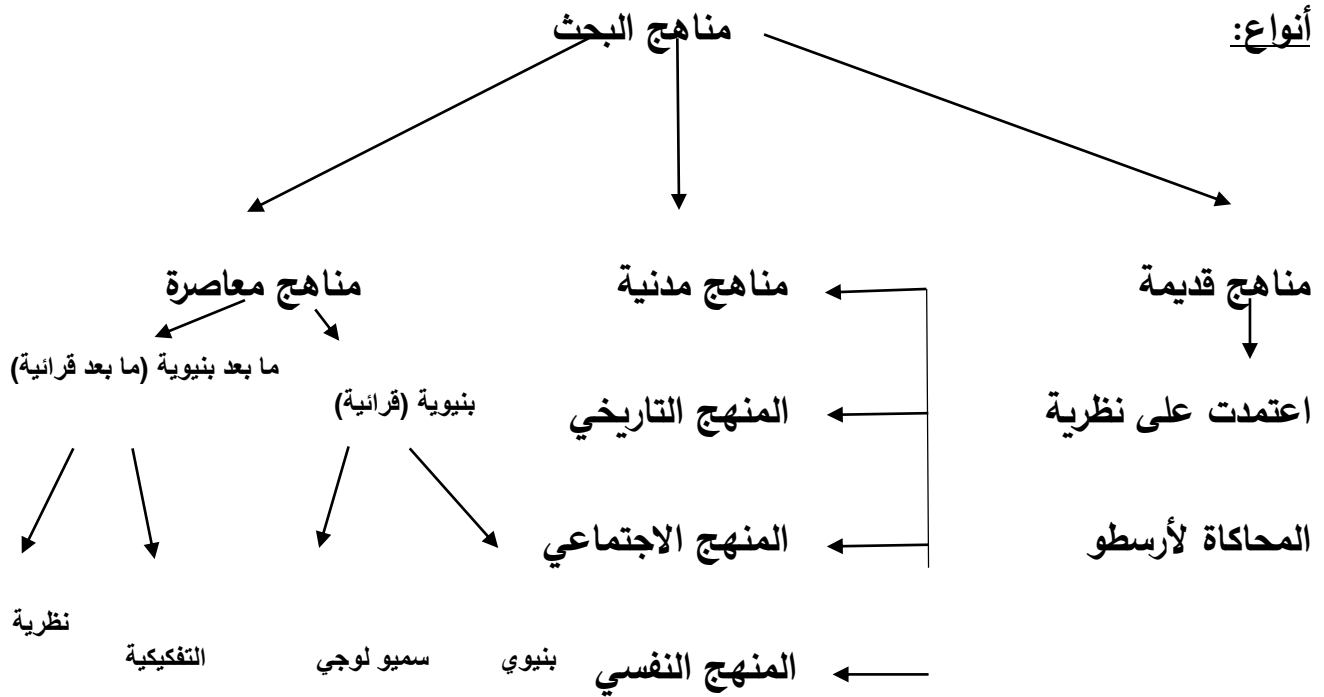 أنواع:
مناهج البحث
مناهج قديمة
مناهج مدنية
مناهج معاصرة
ما بعد بنيوية (ما بعد قرائية)
بنيوية (قرائية)
اعتمدت على نظرية
المنهج التاريخي
المحاكاة لأرسطو
المنهج الاجتماعي
المنهج النفسي
بنيوي
سميو لوجي
التفكيكية
نظرية